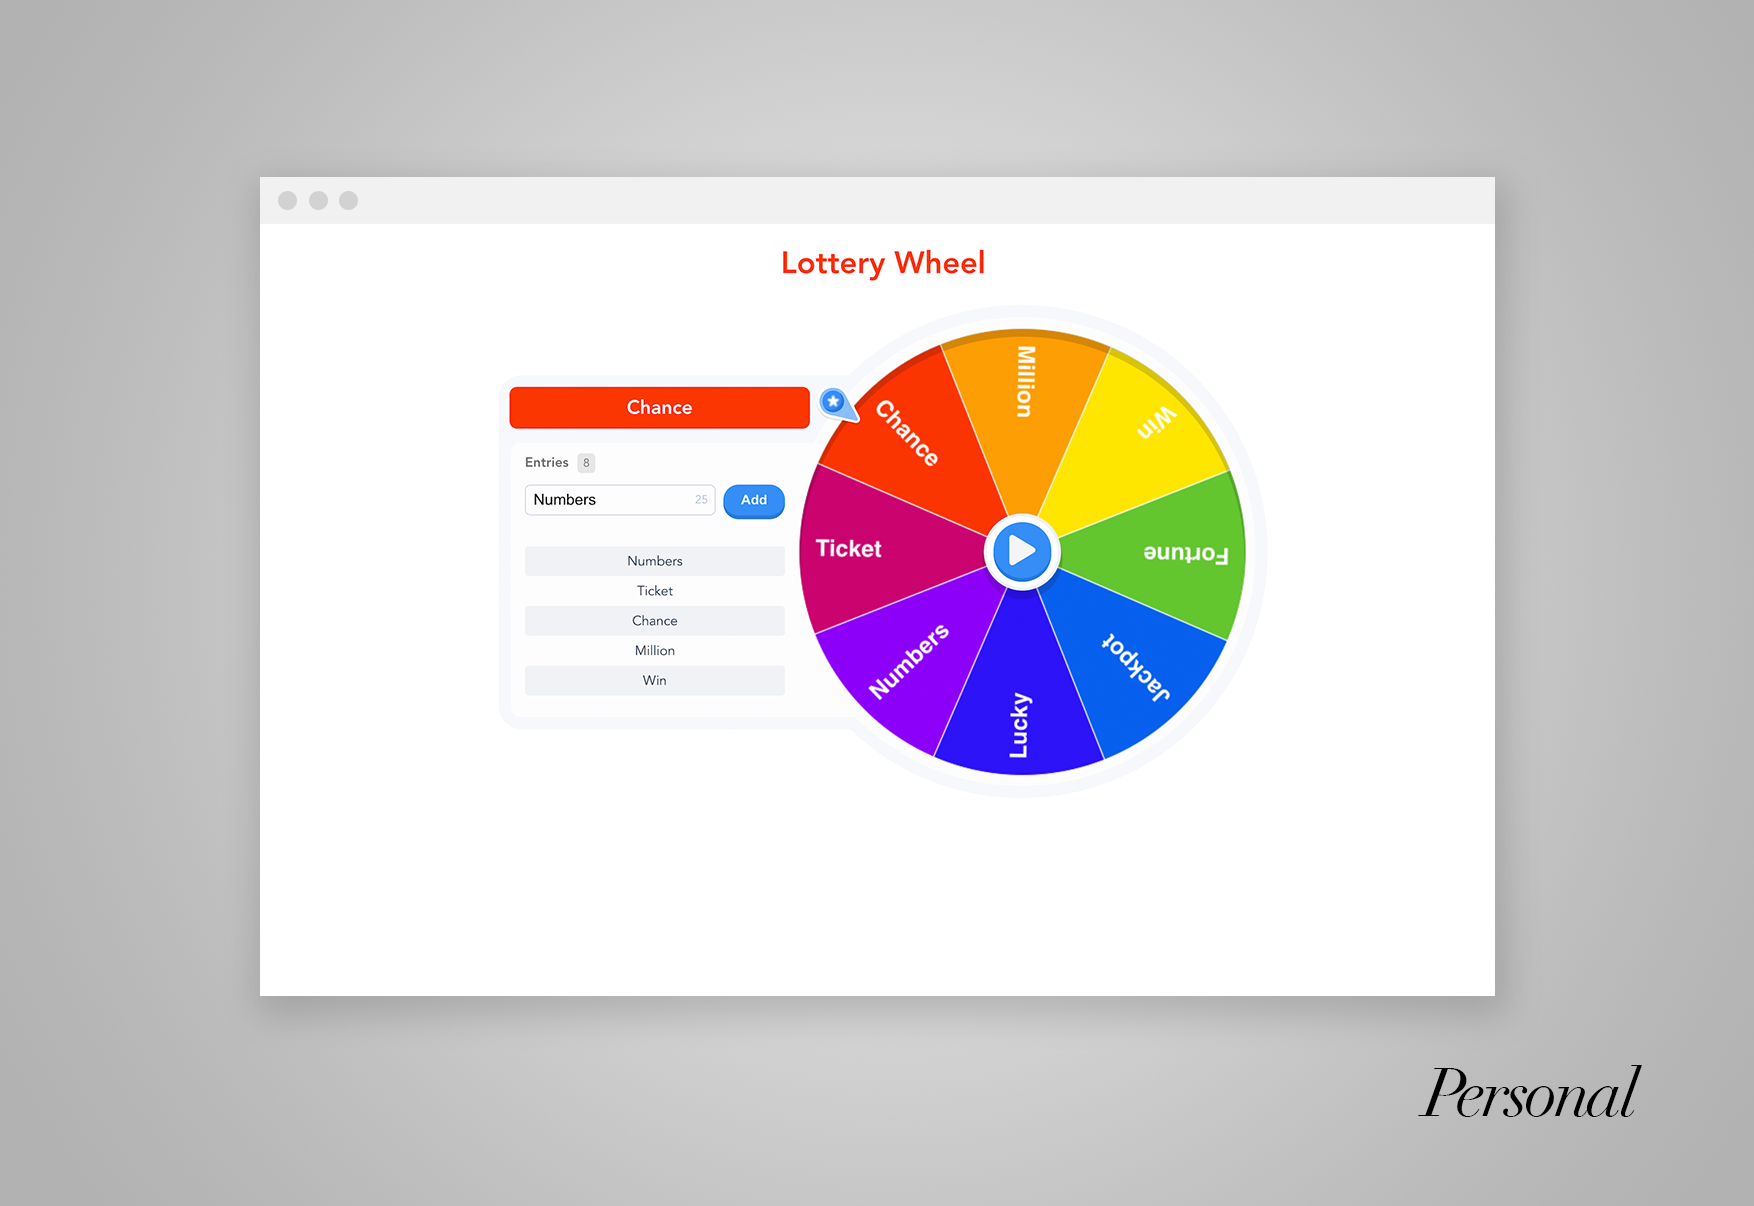 Lottery Wheel
Chance
Entries 8
Numbers 25 Add
Numbers
Ticket
Chance
Million
Win
Million
Win
Fortune
Jackpot
Lucky
Numbers
Ticket
Chance
Personal